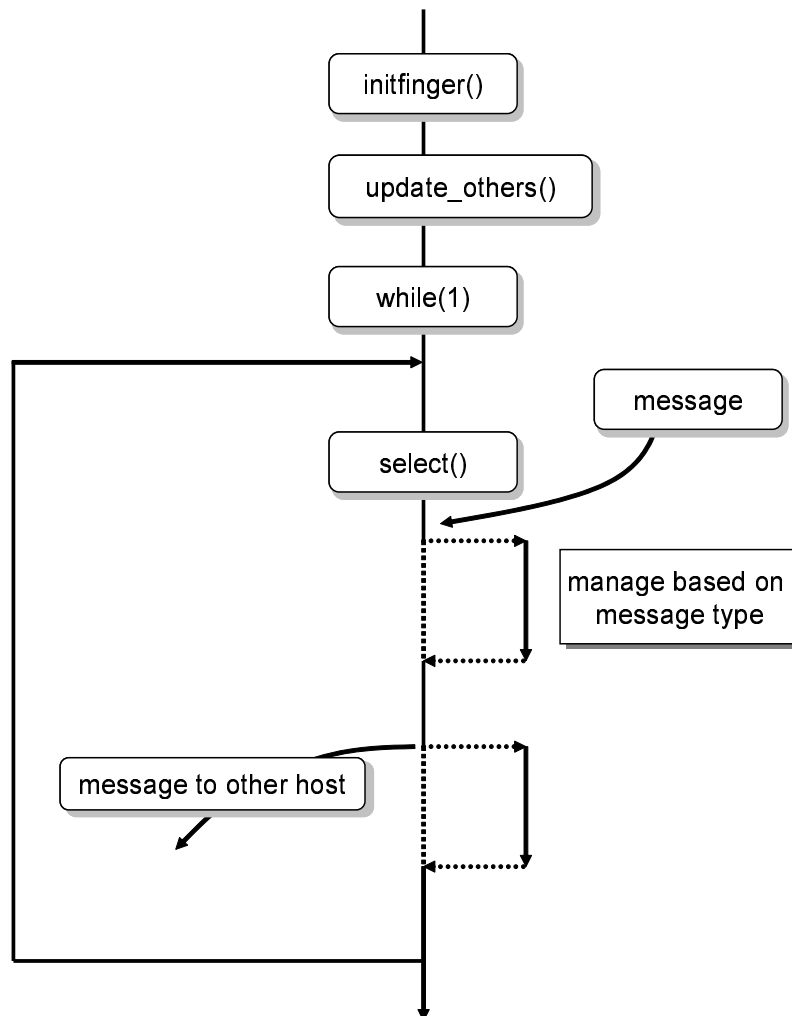 initfinger()
update_others()
while(1)
message
select()
manage based on
message type
message to other host